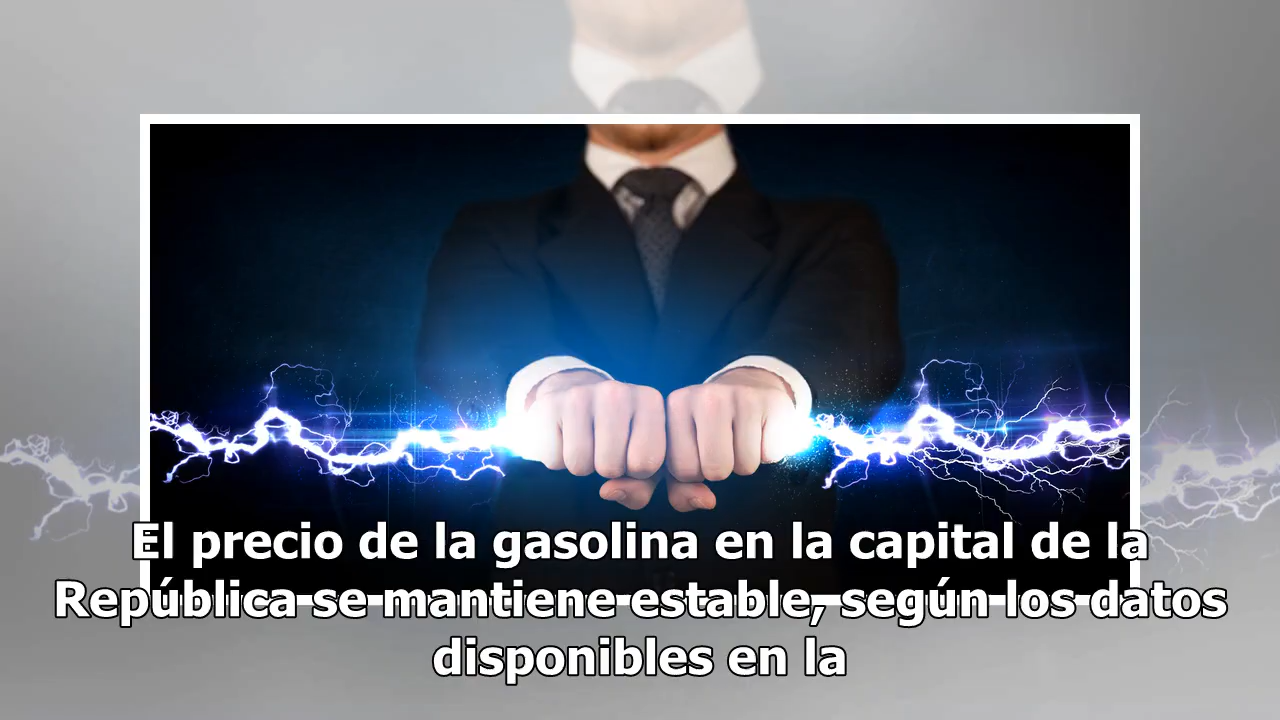 El precio de la gasolina en la capital de la
República se mantiene estable, según los datos
disponibles en la